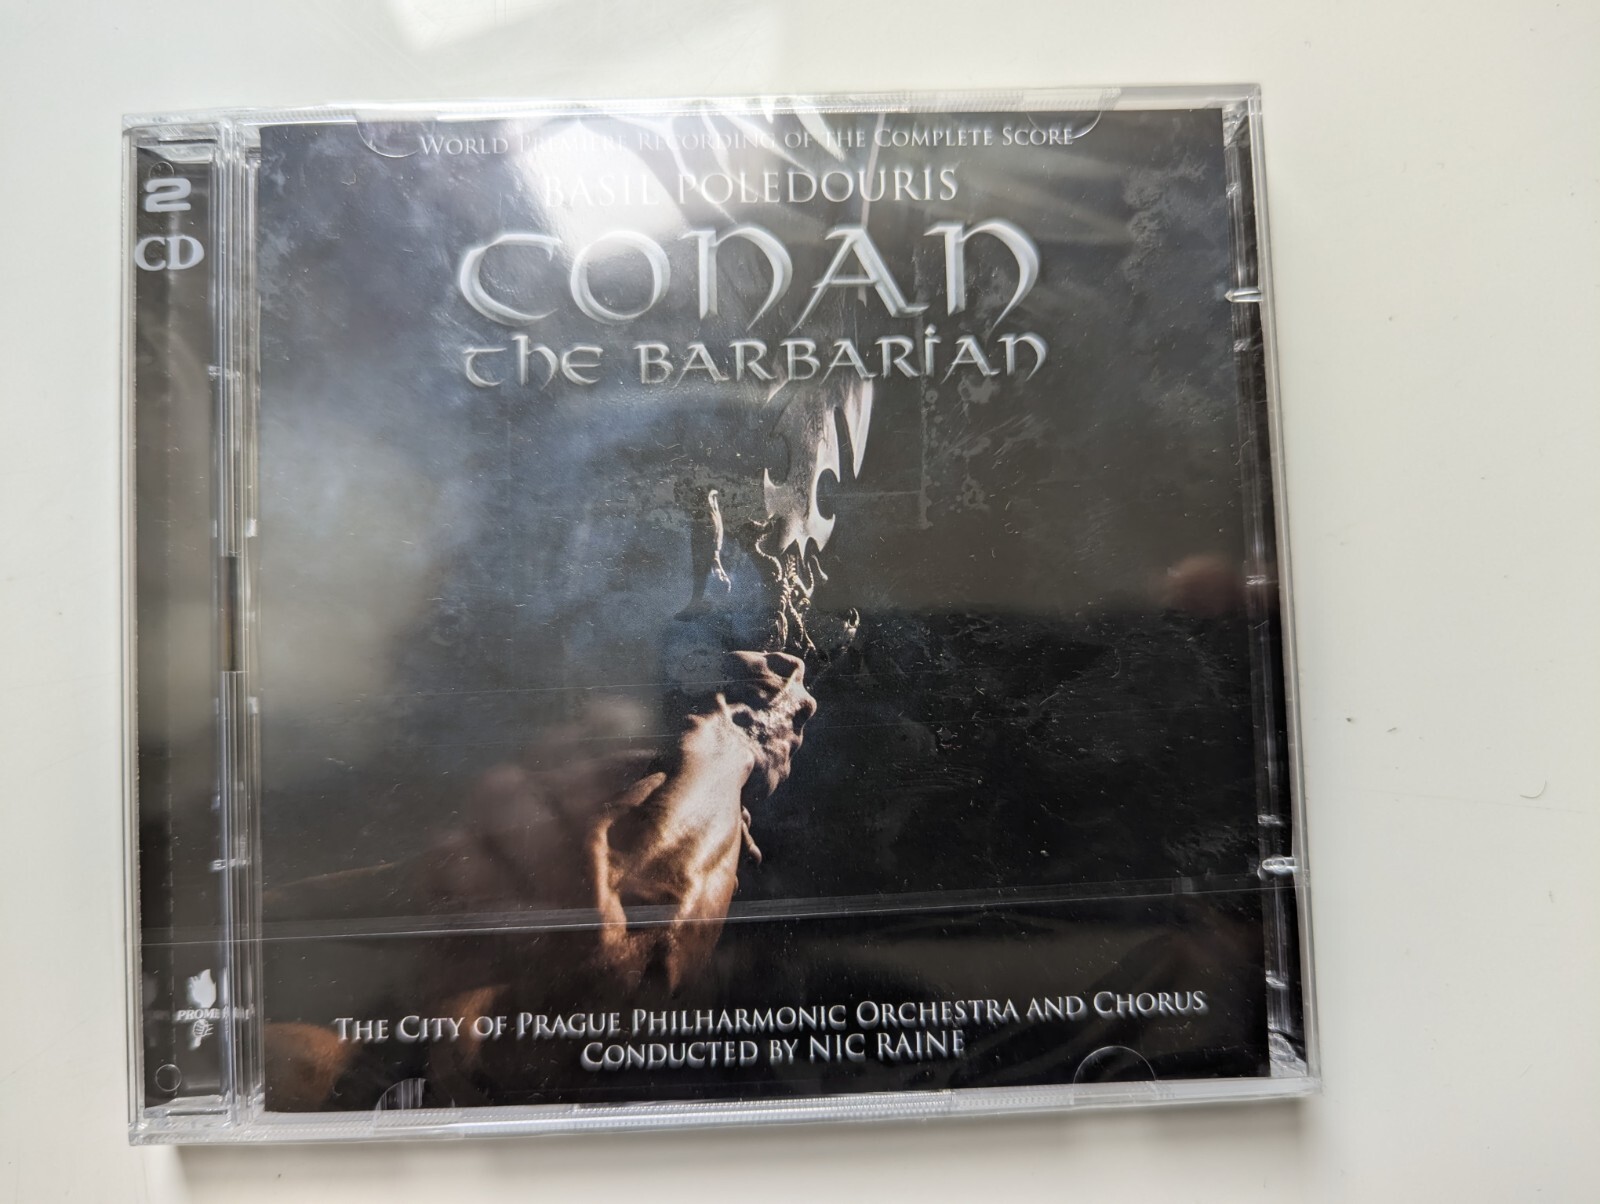 2
CD
World Premiere Recording of the Complete Score
BASIL POLEDOURIS
CONAN
the BARBARiAN
The City of Prague Philharmonic Orchestra and Chorus
Conducted by NIC RAINE